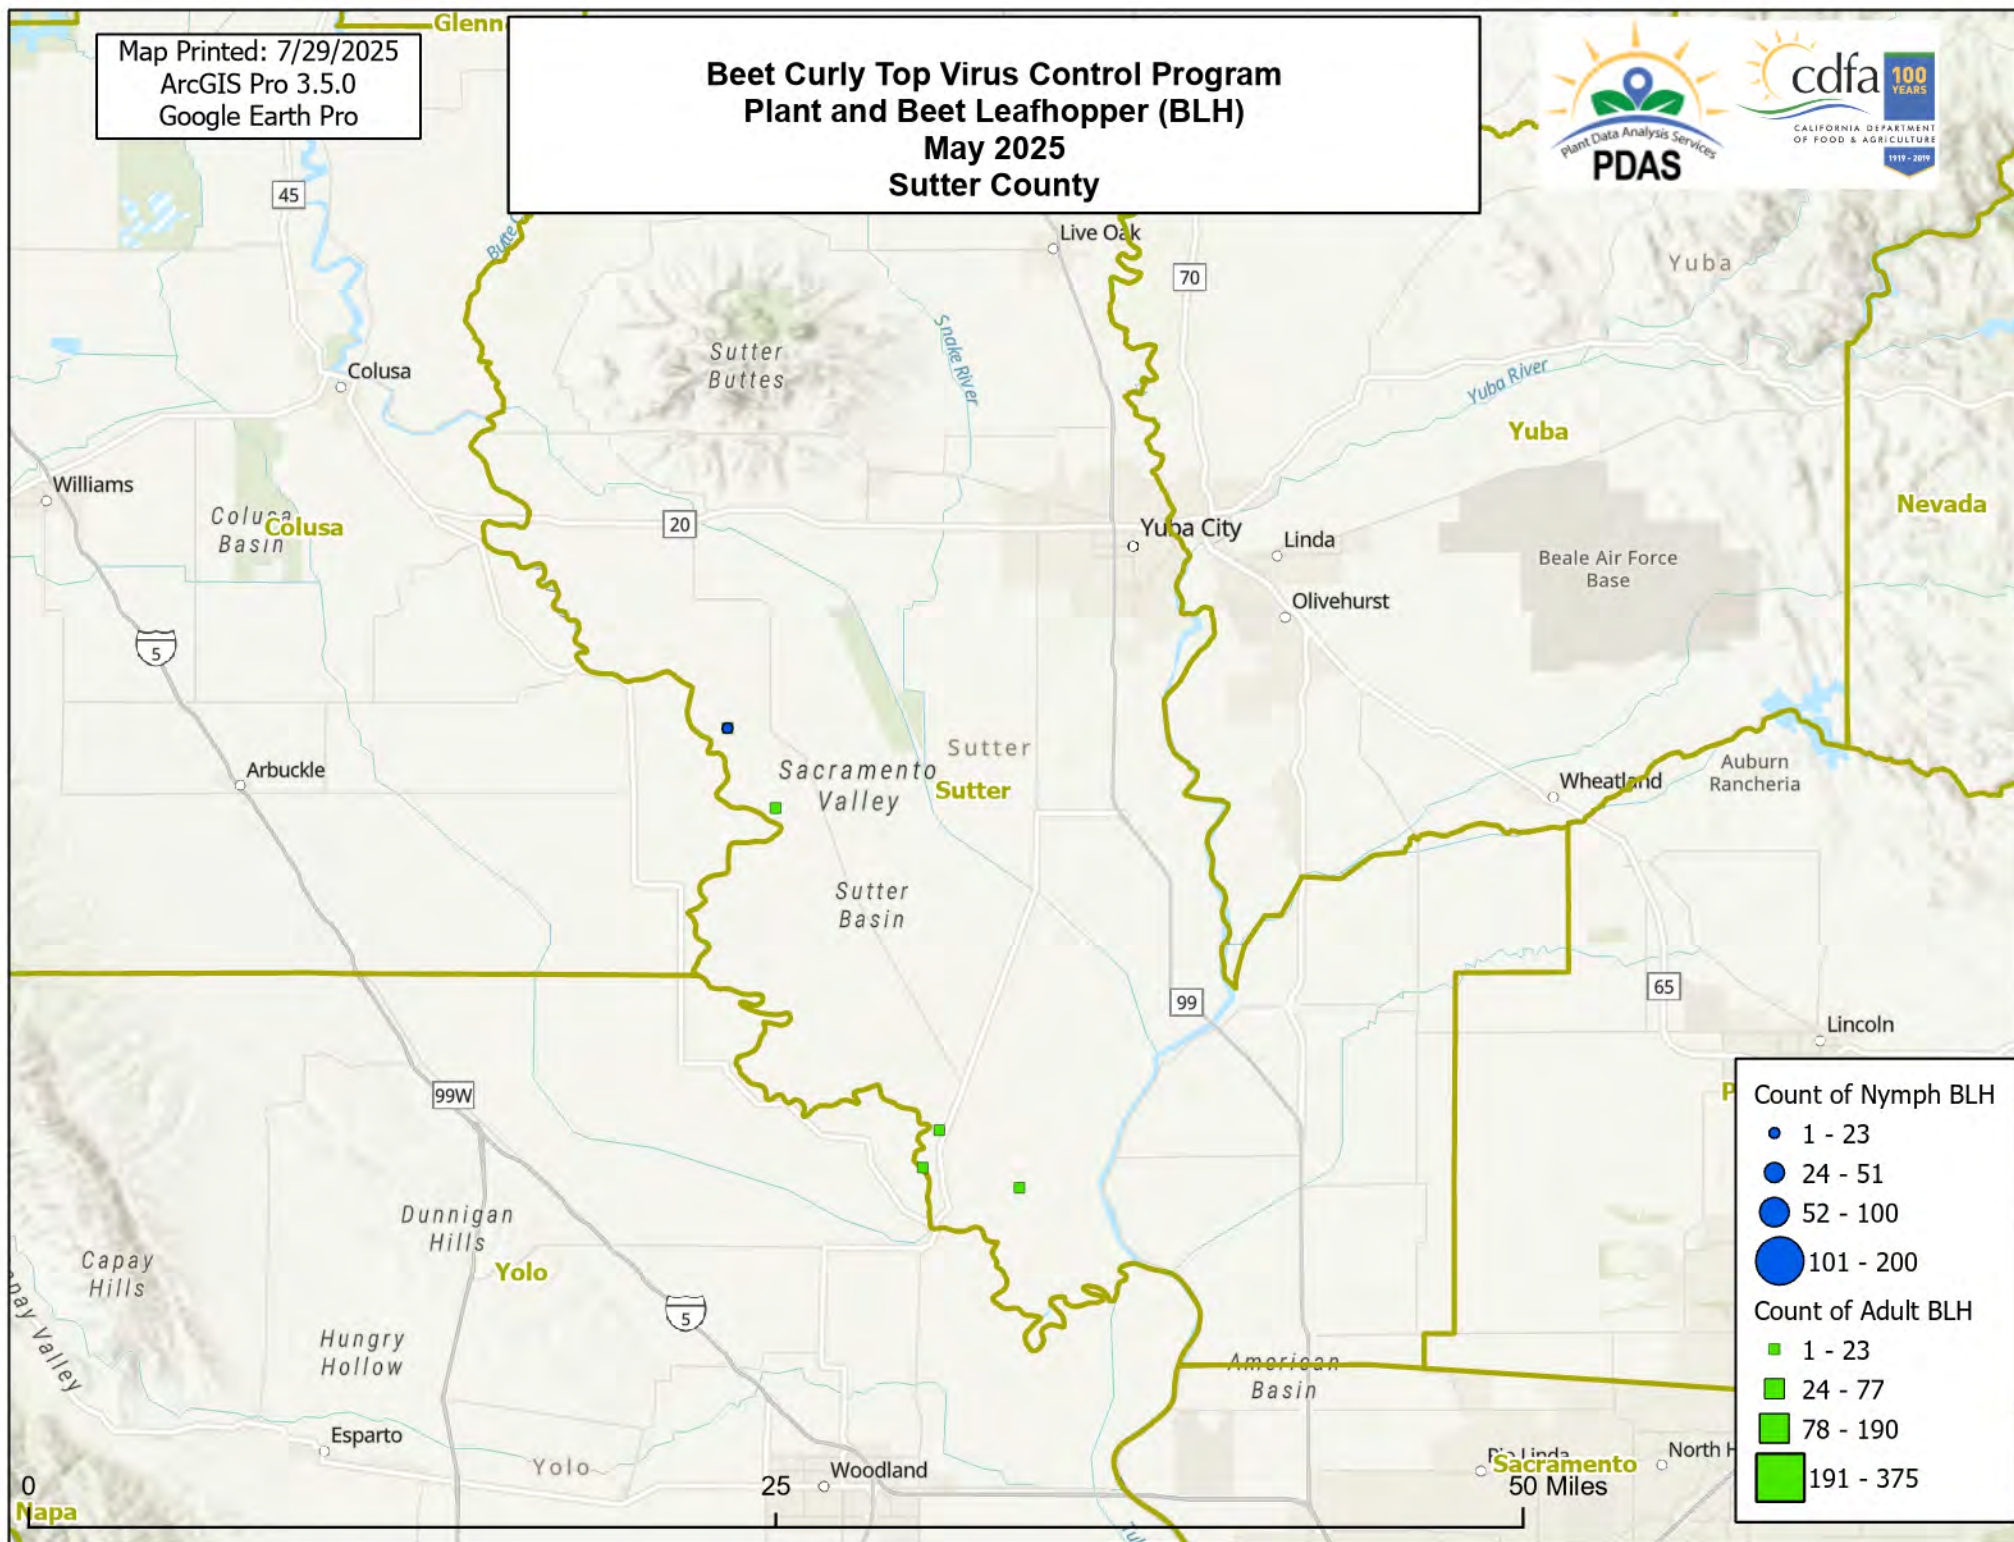 Glenn
Map Printed: 7/29/2025
ArcGIS Pro 3.5.0
Google Earth Pro
Beet Curly Top Virus Control Program
Plant and Beet Leafhopper (BLH)
May 2025
Sutter County
Plant Data Analysis Services
PDAS
cdfa
100
YEARS
CALIFORNIA DEPARTMENT
OF FOOD & AGRICULTURE
1919 - 2019
45
Butte
Live Oak
70
Yuba
Snake River
Sutter
Buttes
Colusa
Yuba River
Yuba
Williams
Colusa
Basin
Colusa
20
Yuba City
Linda
Nevada
Beale Air Force
Base
Olivehurst
5
Sutter
Arbuckle
Sacramento
Valley
Sutter
Wheatland
Auburn
Rancheria
Sutter
Basin
99
65
Lincoln
99W
P
Dunnigan
Hills
Capay
Hills
Yolo
5
Hungry
Hollow
Valley
American
Basin
Esparto
Yolo
Woodland
Rio Linda
Sacramento
North H
Napa
0
25
50 Miles
Count of Nymph BLH
1 - 23
24 - 51
52 - 100
101 - 200
Count of Adult BLH
1 - 23
24 - 77
78 - 190
191 - 375